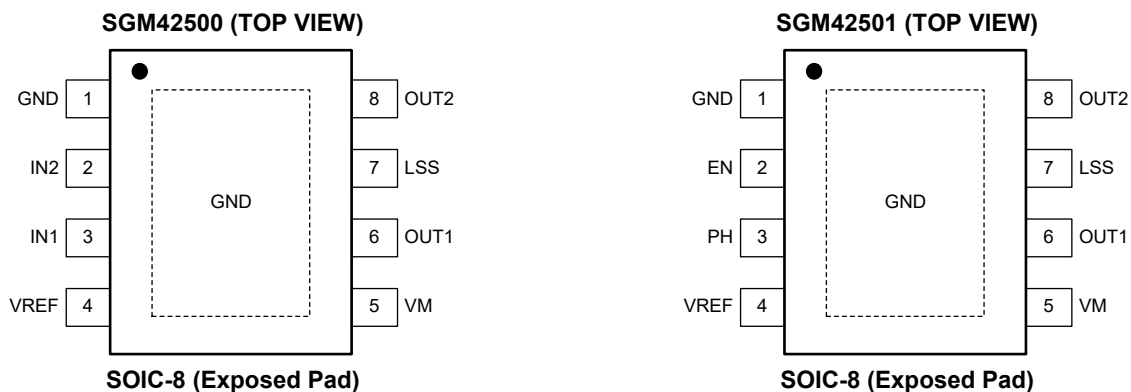 SGM42500 (TOP VIEW)
GND 1
IN2 2
IN1 3
VREF 4
GND
8 OUT2
7 LSS
6 OUT1
5 VM
SOIC-8 (Exposed Pad)
SGM42501 (TOP VIEW)
GND 1
EN 2
PH 3
VREF 4
GND
8 OUT2
7 LSS
6 OUT1
5 VM
SOIC-8 (Exposed Pad)